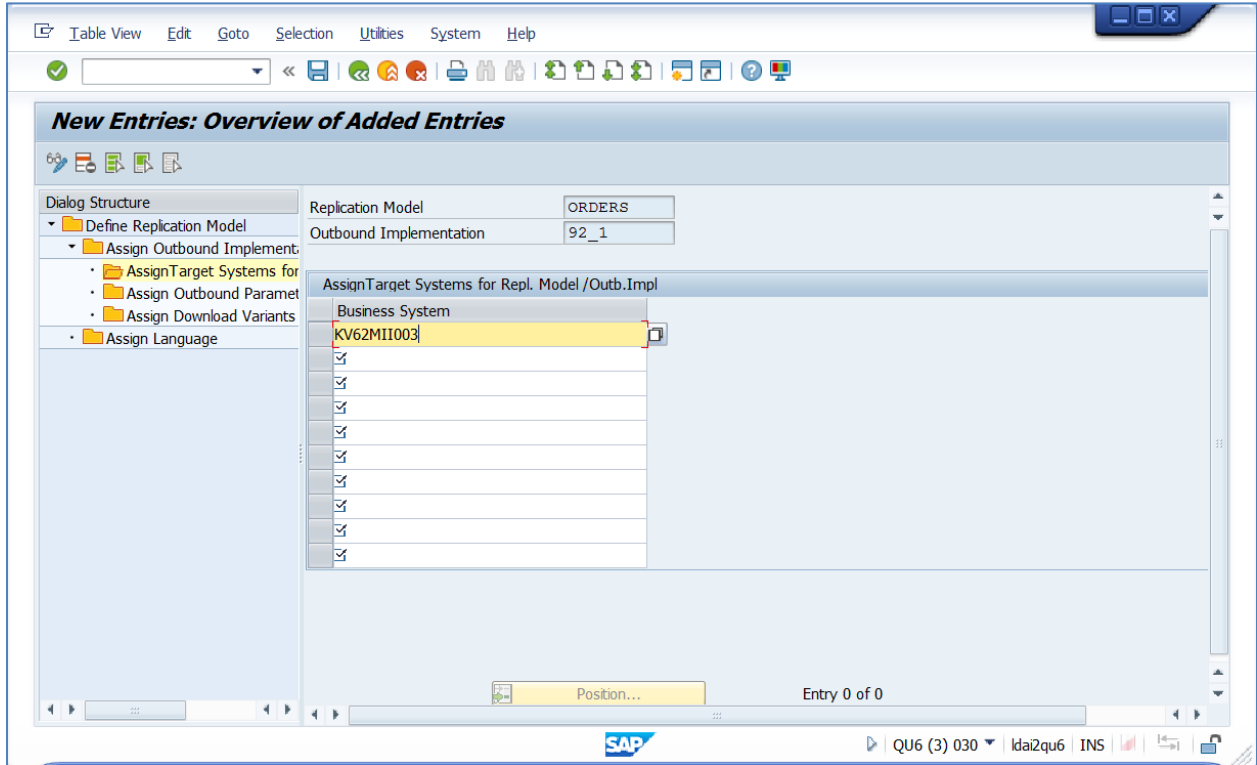 Table View Edit Goto Selection Utilities System Help
New Entries: Overview of Added Entries
Dialog Structure
Define Replication Model
Assign Outbound Implement
AssignTarget Systems for
Assign Outbound Paramet
Assign Download Variants
Assign Language
Replication Model ORDERS
Outbound Implementation 92_1
AssignTarget Systems for Repl. Model /Outb.Impl
Business System
KV62MII003
Position... Entry 0 of 0
SAP QU6 (3) 030 ldai2qu6 INS